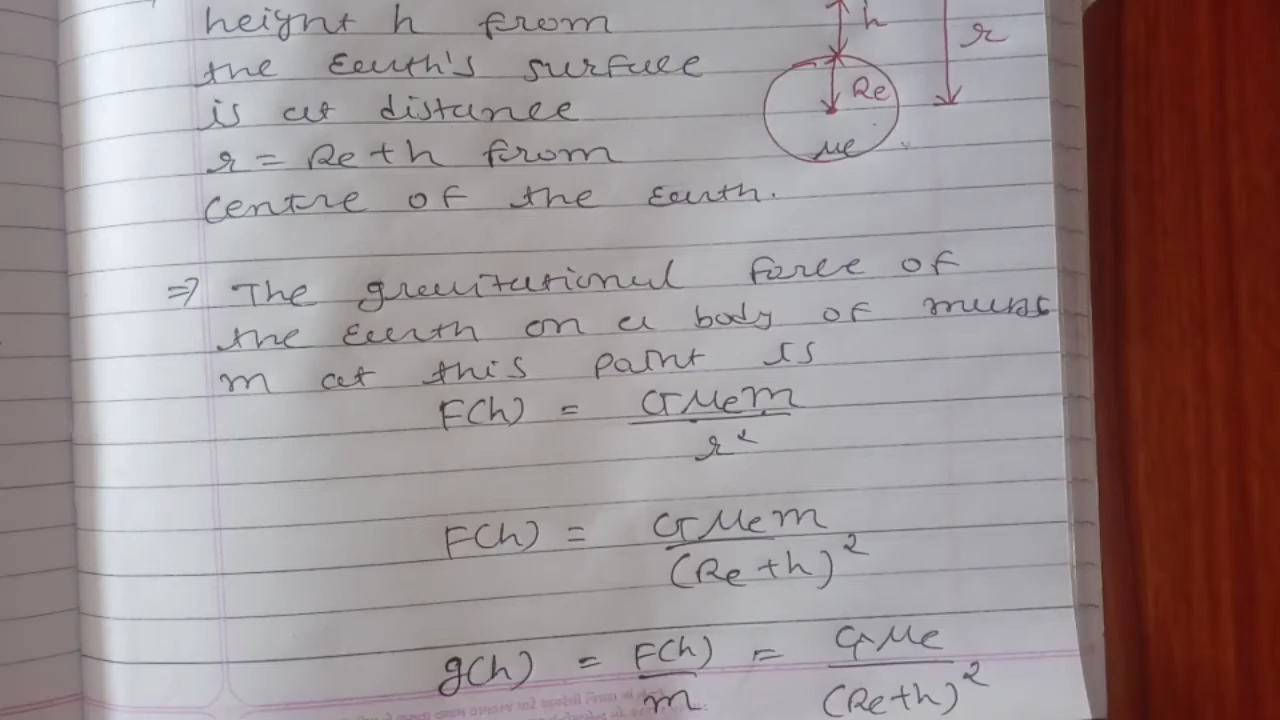 height h from
the Earth's surface
is at distance
r = Re + h from
centre of the Earth.
h
r
Re
Me
⇒ The gravitational force of
the Earth on a body of mass
m at this point is
F(h) = GMem / r²
F(h) = GMem / (Re + h)²
g(h) = F(h) / m = GMe / (Re+h)²